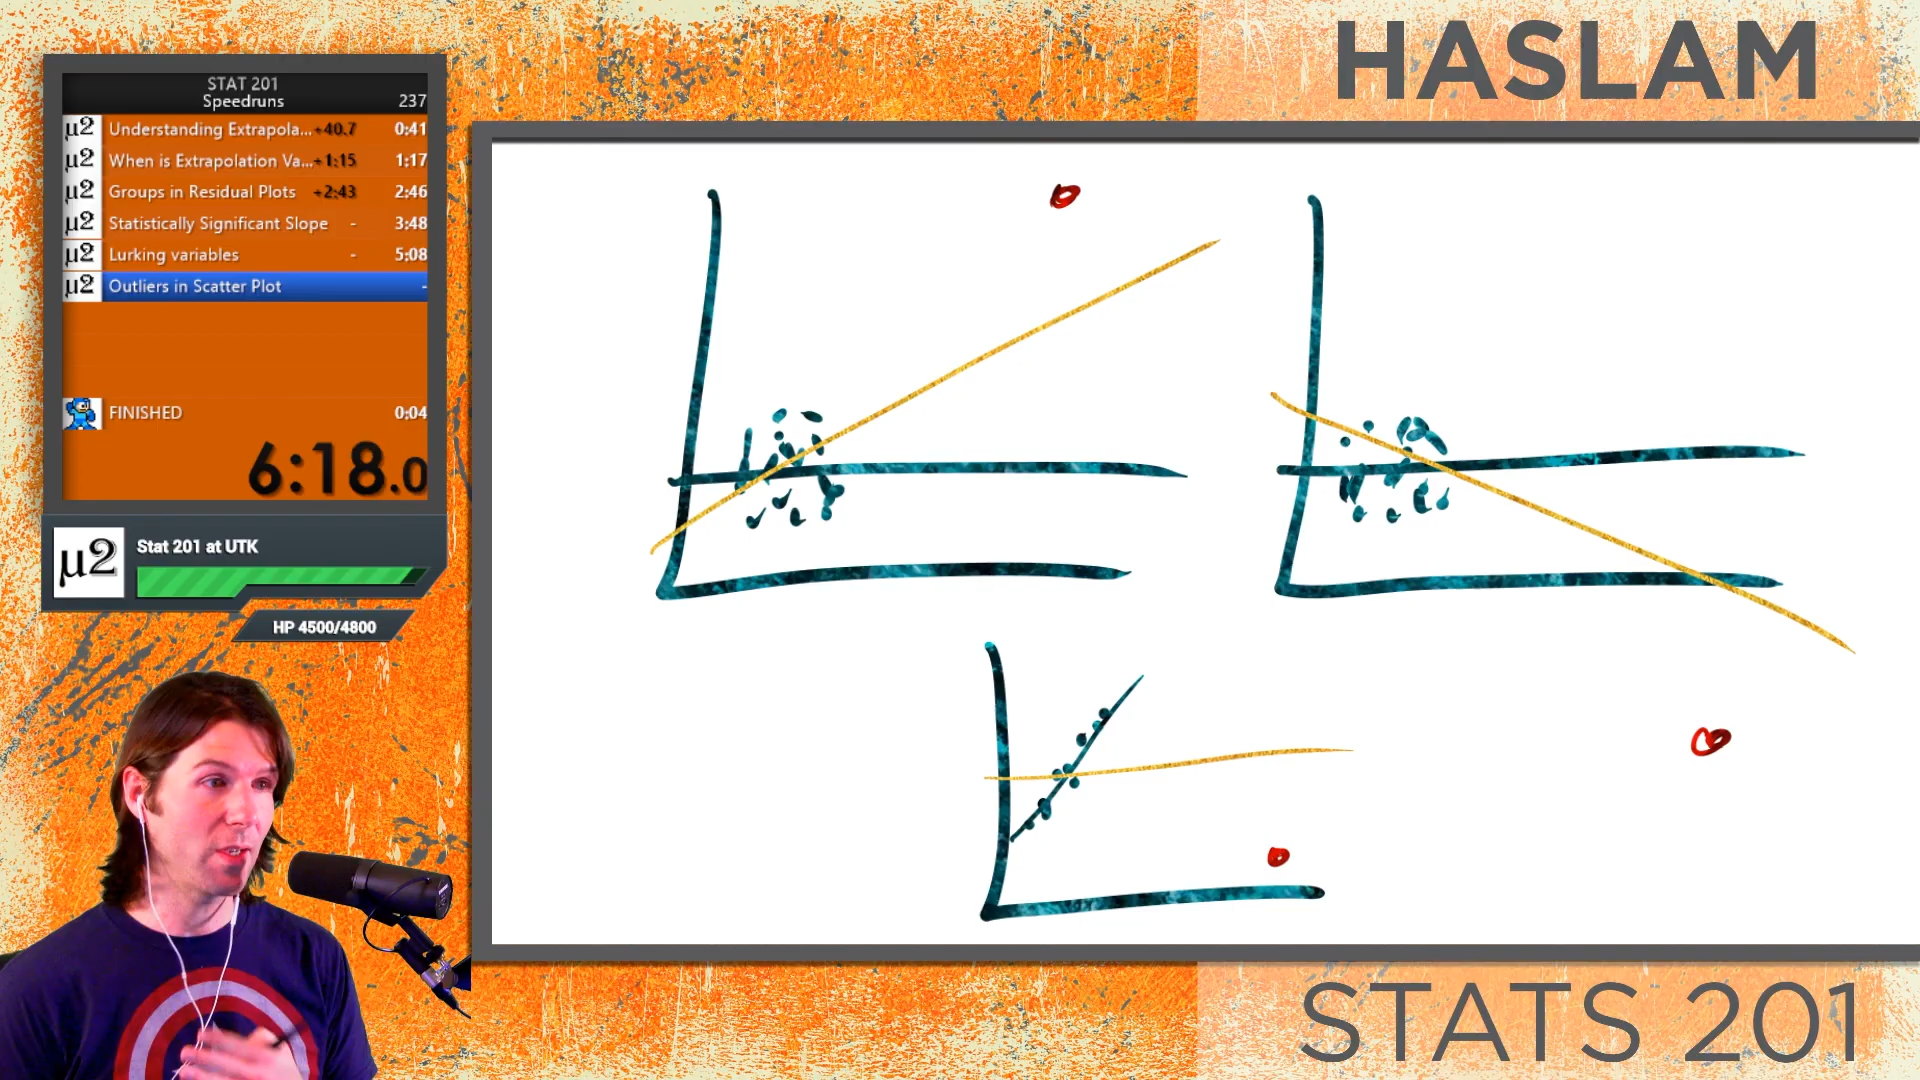 HASLAM
STAT 201
Speedruns 237
μ2 Understanding Extrapola... +40.7 0:41
μ2 When is Extrapolation Va... +1:15 1:17
μ2 Groups in Residual Plots +2:43 2:46
μ2 Statistically Significant Slope - 3:48
μ2 Lurking variables - 5:08
μ2 Outliers in Scatter Plot -
FINISHED 0:04
6:18.0
μ2 Stat 201 at UTK
HP 4500/4800
STATS 201